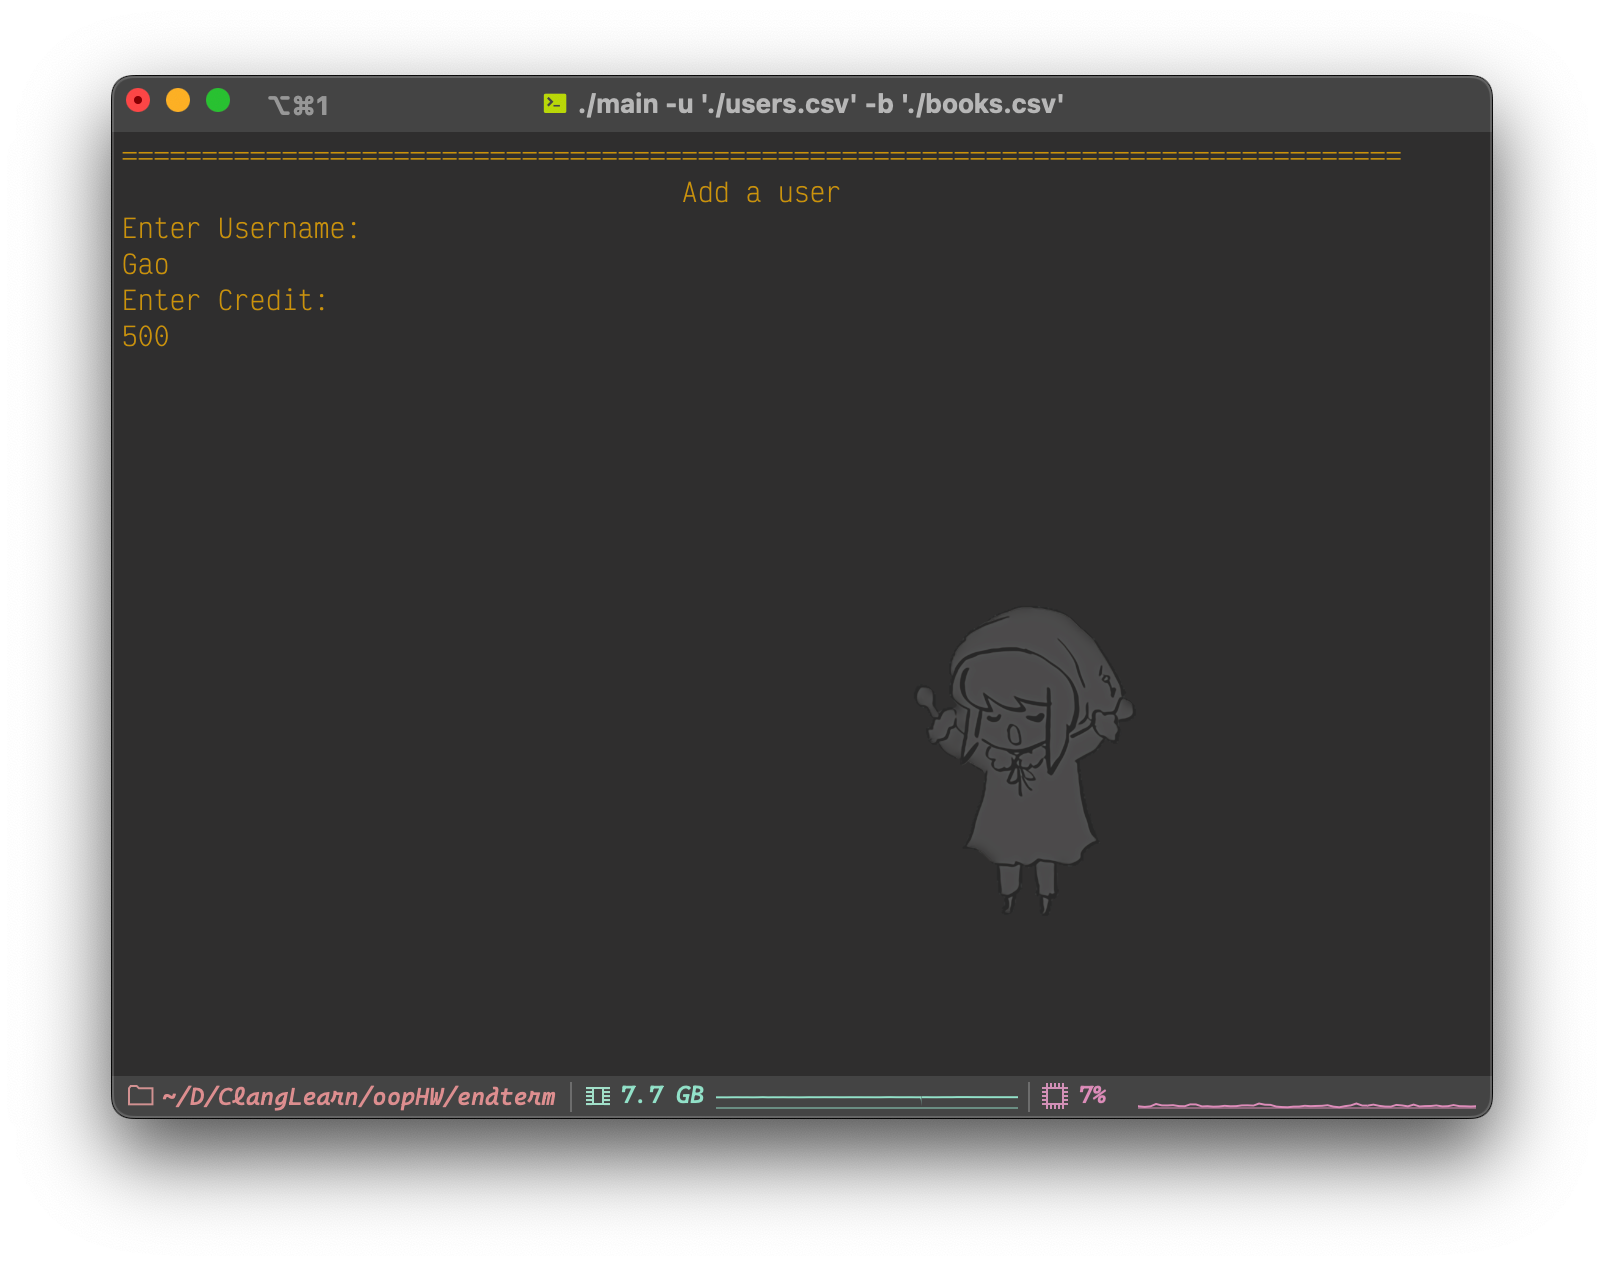 ⌥⌘1 ./main -u './users.csv' -b './books.csv'
================================================================================
Add a user
Enter Username:
Gao
Enter Credit:
500
~/D/ClangLearn/oopHW/endterm 7.7 GB 7%